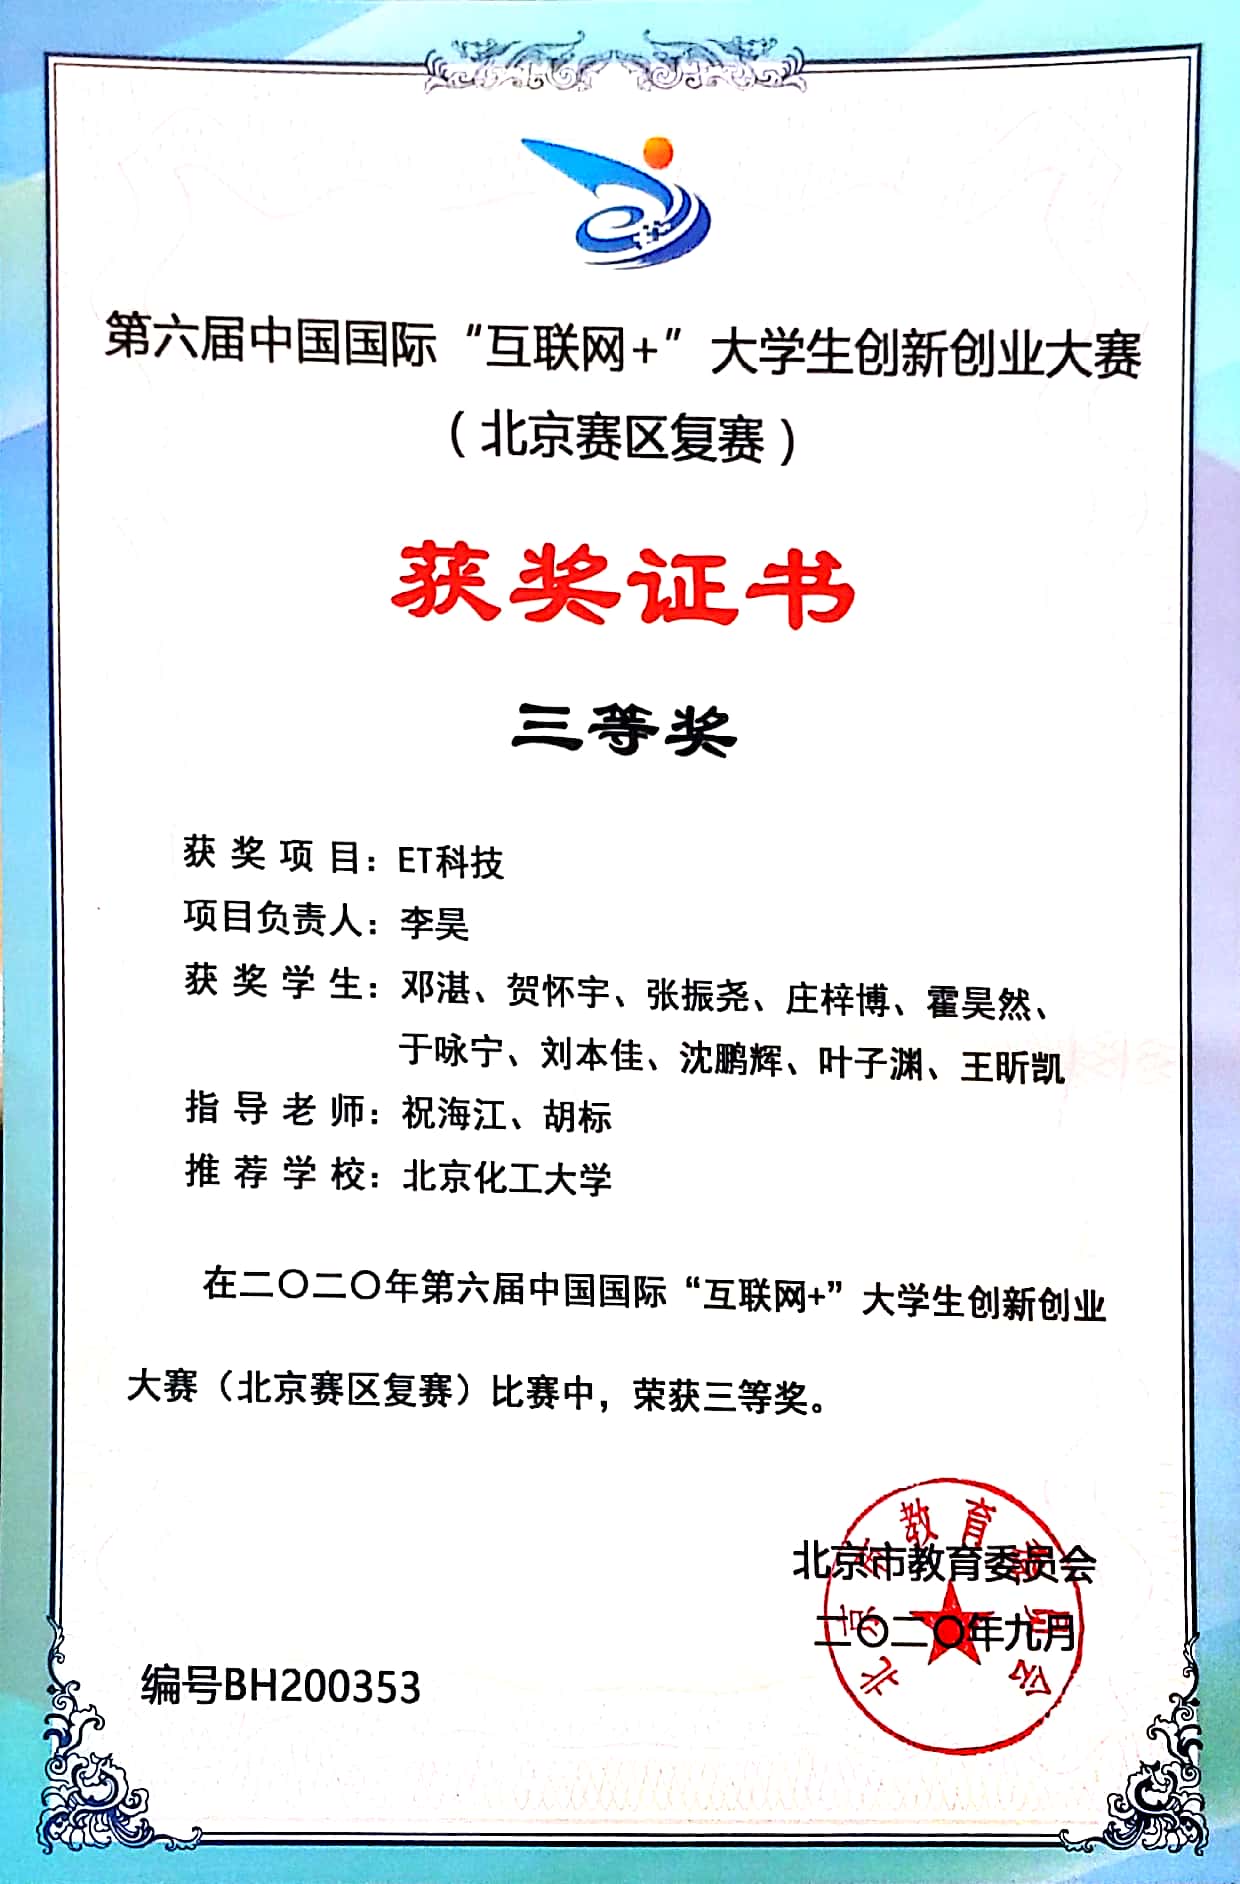 第六届中国国际“互联网+”大学生创新创业大赛
（北京赛区复赛）
获奖证书
三等奖
获奖项目：ET科技
项目负责人：李昊
获奖学生：邓湛、贺怀宇、张振尧、庄梓博、霍昊然、
于咏宁、刘本佳、沈鹏辉、叶子渊、王昕凯
指导老师：祝海江、胡标
推荐学校：北京化工大学
在二〇二〇年第六届中国国际“互联网+”大学生创新创业
大赛（北京赛区复赛）比赛中，荣获三等奖。
北京市教育委员会
二〇二〇年九月
北京市教育委员会
编号BH200353